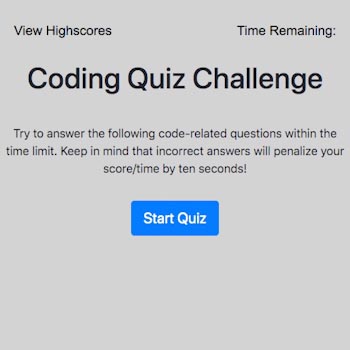 View Highscores Time Remaining:
Coding Quiz Challenge
Try to answer the following code-related questions within the
time limit. Keep in mind that incorrect answers will penalize your
score/time by ten seconds!
Start Quiz